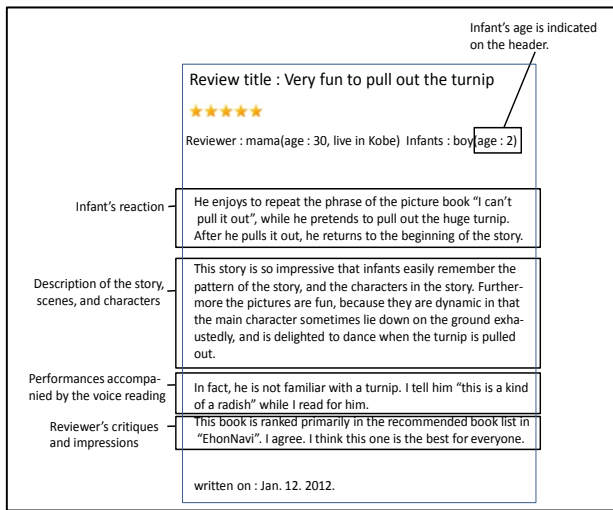 Infant's age is indicated
on the header.
Review title : Very fun to pull out the turnip
Reviewer : mama(age : 30, live in Kobe)  Infants : boy(age : 2)
Infant's reaction
He enjoys to repeat the phrase of the picture book "I can't
pull it out", while he pretends to pull out the huge turnip.
After he pulls it out, he returns to the beginning of the story.
Description of the story,
scenes, and characters
This story is so impressive that infants easily remember the
pattern of the story, and the characters in the story. Further-
more the pictures are fun, because they are dynamic in that
the main character sometimes lie down on the ground exha-
ustedly, and is delighted to dance when the turnip is pulled
out.
Performances accompa-
nied by the voice reading
In fact, he is not familiar with a turnip. I tell him "this is a kind
of a radish" while I read for him.
Reviewer's critiques
and impressions
This book is ranked primarily in the recommended book list in
"EhonNavi". I agree. I think this one is the best for everyone.
written on : Jan. 12. 2012.